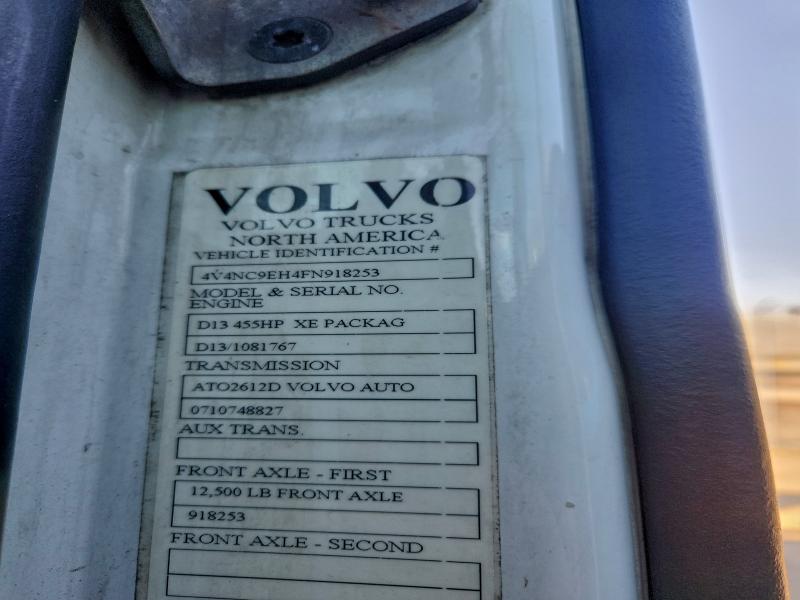 VOLVO
VOLVO TRUCKS
NORTH AMERICA
VEHICLE IDENTIFICATION #
4V4NC9EH4FN918253
MODEL & SERIAL NO.
ENGINE
D13 455HP XE PACKAG
D13/1081767
TRANSMISSION
ATO2612D VOLVO AUTO
0710748827
AUX TRANS.
FRONT AXLE - FIRST
12,500 LB FRONT AXLE
918253
FRONT AXLE - SECOND